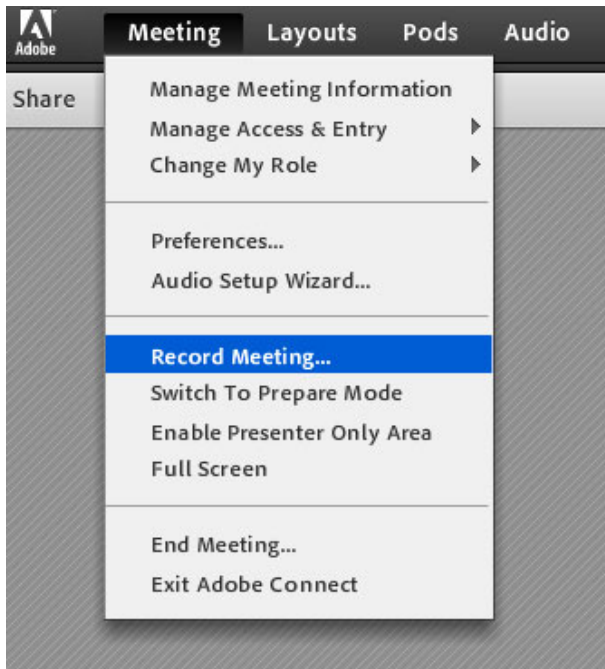 Adobe
Meeting Layouts Pods Audio
Share
Manage Meeting Information
Manage Access & Entry
Change My Role
Preferences...
Audio Setup Wizard...
Record Meeting...
Switch To Prepare Mode
Enable Presenter Only Area
Full Screen
End Meeting...
Exit Adobe Connect